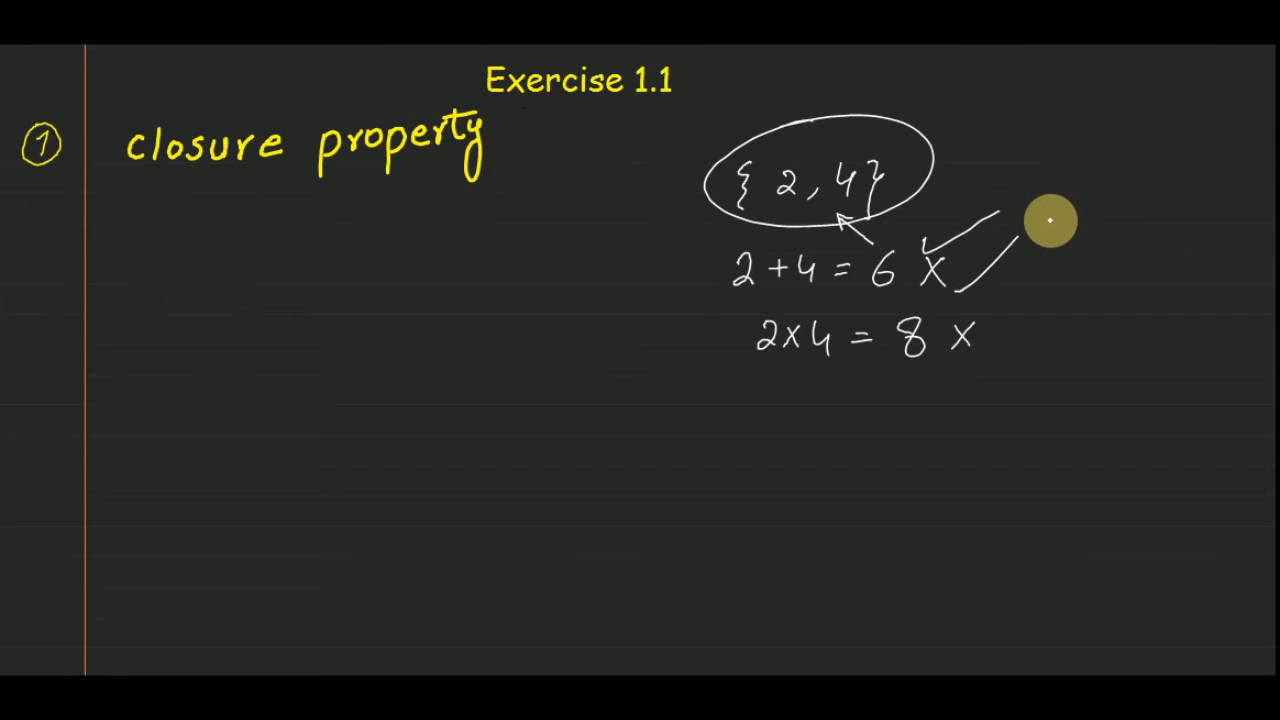 Exercise 1.1
1 closure property
{ 2, 4 }
2 + 4 = 6 X
2 x 4 = 8 x